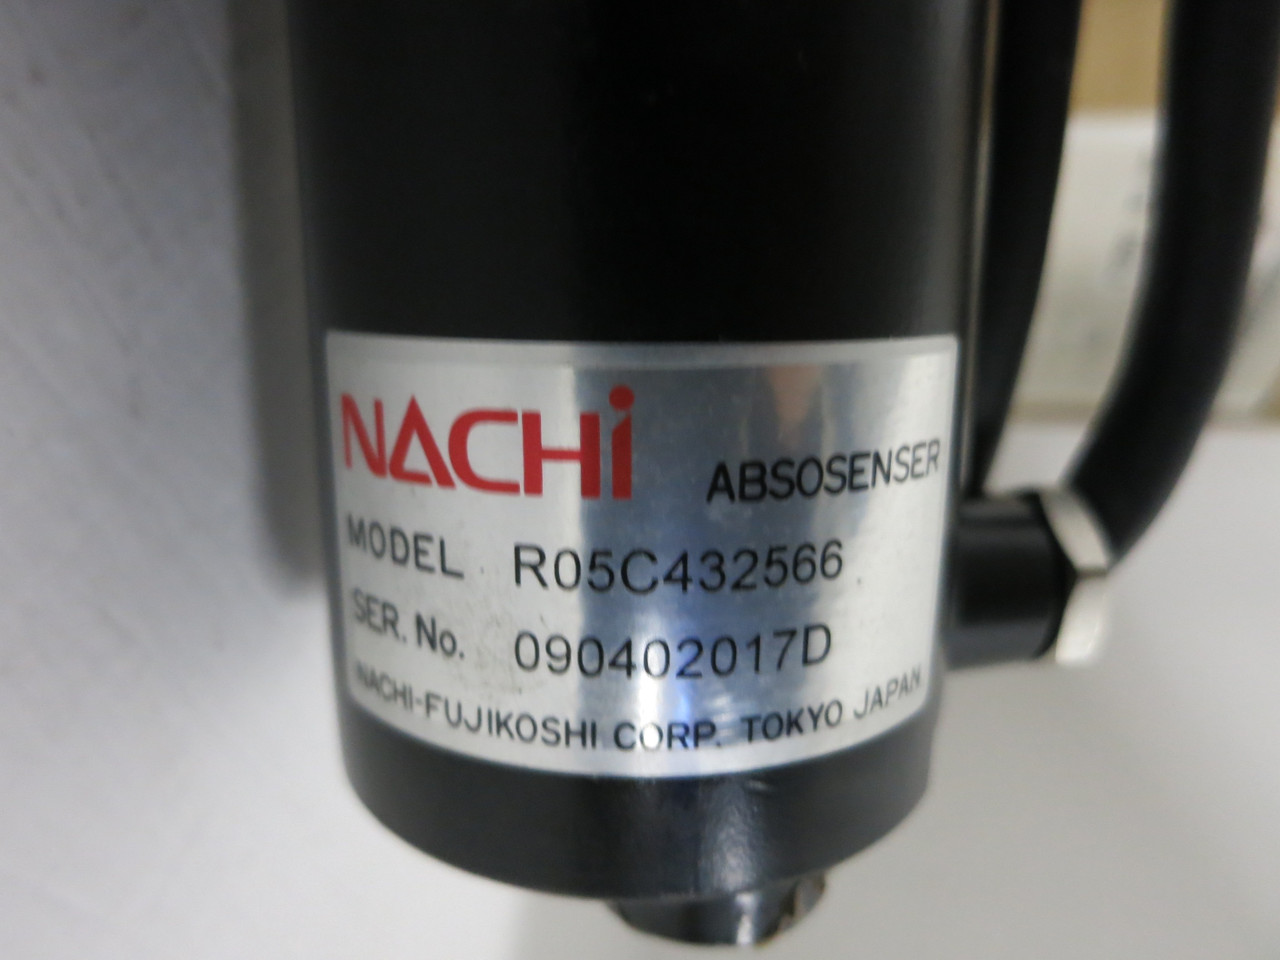 NACHi ABSOSENSER
MODEL R05C432566
SER. No. 090402017D
NACHI-FUJIKOSHI CORP. TOKYO JAPAN